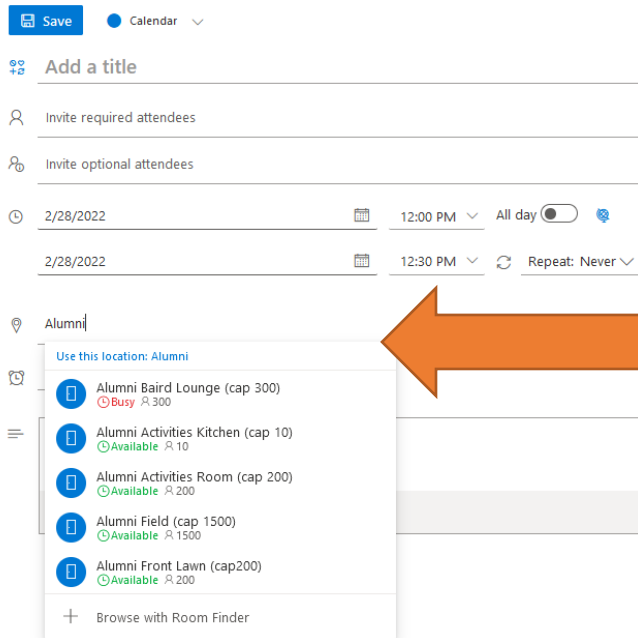 Save Calendar
Add a title
Invite required attendees
Invite optional attendees
2/28/2022 12:00 PM All day
2/28/2022 12:30 PM Repeat: Never
Alumni
Use this location: Alumni
Alumni Baird Lounge (cap 300)
Busy 300
Alumni Activities Kitchen (cap 10)
Available 10
Alumni Activities Room (cap 200)
Available 200
Alumni Field (cap 1500)
Available 1500
Alumni Front Lawn (cap200)
Available 200
Browse with Room Finder